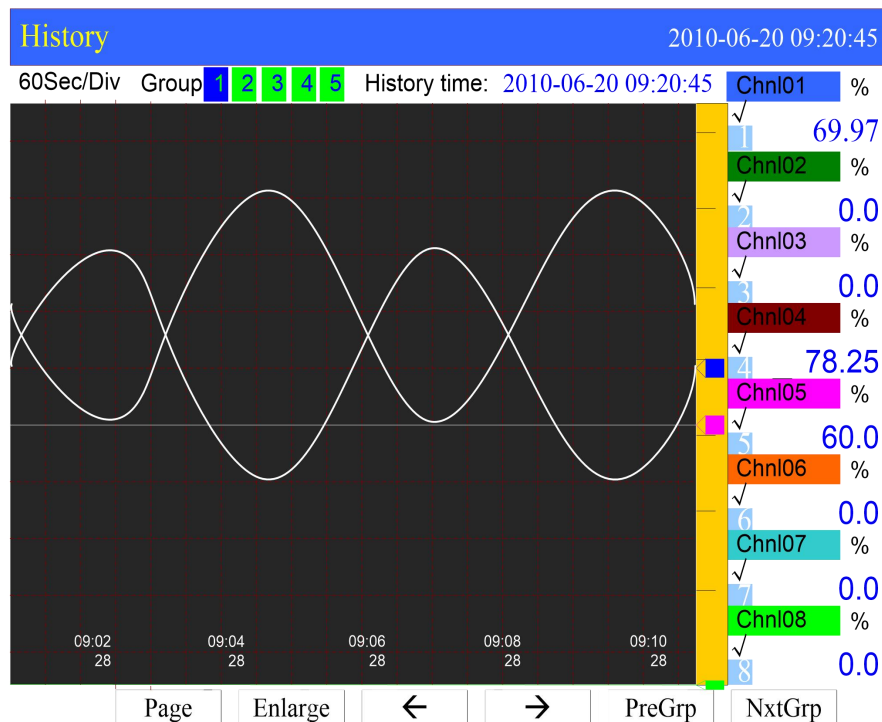 History 2010-06-20 09:20:45
60Sec/Div Group 1 2 3 4 5 History time: 2010-06-20 09:20:45
Chnl01 %
√
1 69.97
Chnl02 %
√
2 0.0
Chnl03 %
√
3 0.0
Chnl04 %
√
4 78.25
Chnl05 %
√
5 60.0
Chnl06 %
√
6 0.0
Chnl07 %
√
7 0.0
Chnl08 %
√
8 0.0
09:02 09:04 09:06 09:08 09:10
28 28 28 28 28
Page Enlarge ← → PreGrp NxtGrp